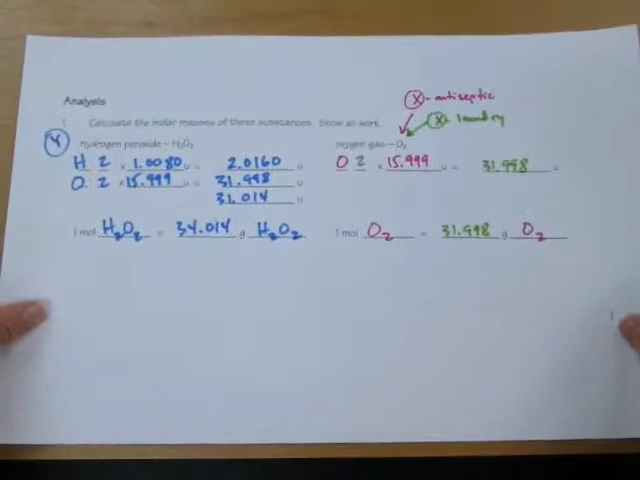 Analysis
1. Calculate the molar masses of these substances. Show all work.
X - antiseptic
X - laundry
4
hydrogen peroxide - H₂O₂
H 2 × 1.0080 u = 2.0160 u
O 2 × 15.999 u = 31.998 u
31.014 u
1 mol H₂O₂ = 34.014 g H₂O₂
oxygen gas - O₂
O 2 × 15.999 u = 31.998 u
1 mol O₂ = 31.998 g O₂